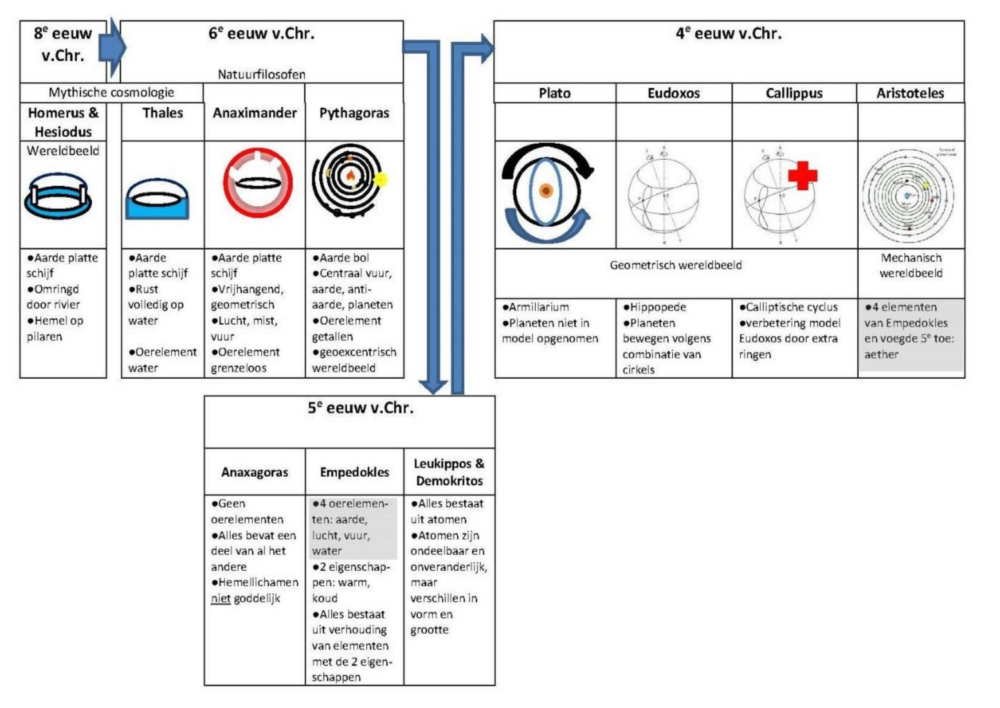 8e eeuw
v.Chr.
6e eeuw v.Chr.
Natuurfilosofen
Mythische cosmologie
Homerus &
Hesiodus
Thales
Anaximander
Pythagoras
Wereldbeeld
●Aarde platte
schijf
●Omringd
door rivier
●Hemel op
pilaren
●Aarde
platte schijf
●Rust
volledig op
water
●Oerelement
water
●Aarde platte
schijf
●Vrijhangend,
geometrisch
●Lucht, mist,
vuur
●Oerelement
grenzeloos
●Aarde bol
●Centraal vuur,
aarde, anti-
aarde, planeten
●Oerelement
getallen
●geoexcentrisch
wereldbeeld
5e eeuw v.Chr.
Anaxagoras
Empedokles
Leukippos &
Demokritos
●Geen
oerelementen
●Alles bevat een
deel van al het
andere
●Hemellichamen
niet goddelijk
●4 oerelemen-
ten: aarde,
lucht, vuur,
water
●2 eigenschap-
pen: warm,
koud
●Alles bestaat
uit verhouding
van elementen
met de 2 eigen-
schappen
●Alles bestaat
uit atomen
●Atomen zijn
ondeelbaar en
onveranderlijk,
maar
verschillen in
vorm en
grootte
4e eeuw v.Chr.
Plato
Eudoxos
Callippus
Aristoteles
Geometrisch wereldbeeld
Mechanisch
wereldbeeld
●Armillarium
●Planeten niet in
model opgenomen
●Hippopede
●Planeten
bewegen volgens
combinatie van
cirkels
●Calliptische cyclus
●verbetering model
Eudoxos door extra
ringen
●4 elementen
van Empedokles
en voegde 5e toe:
aether